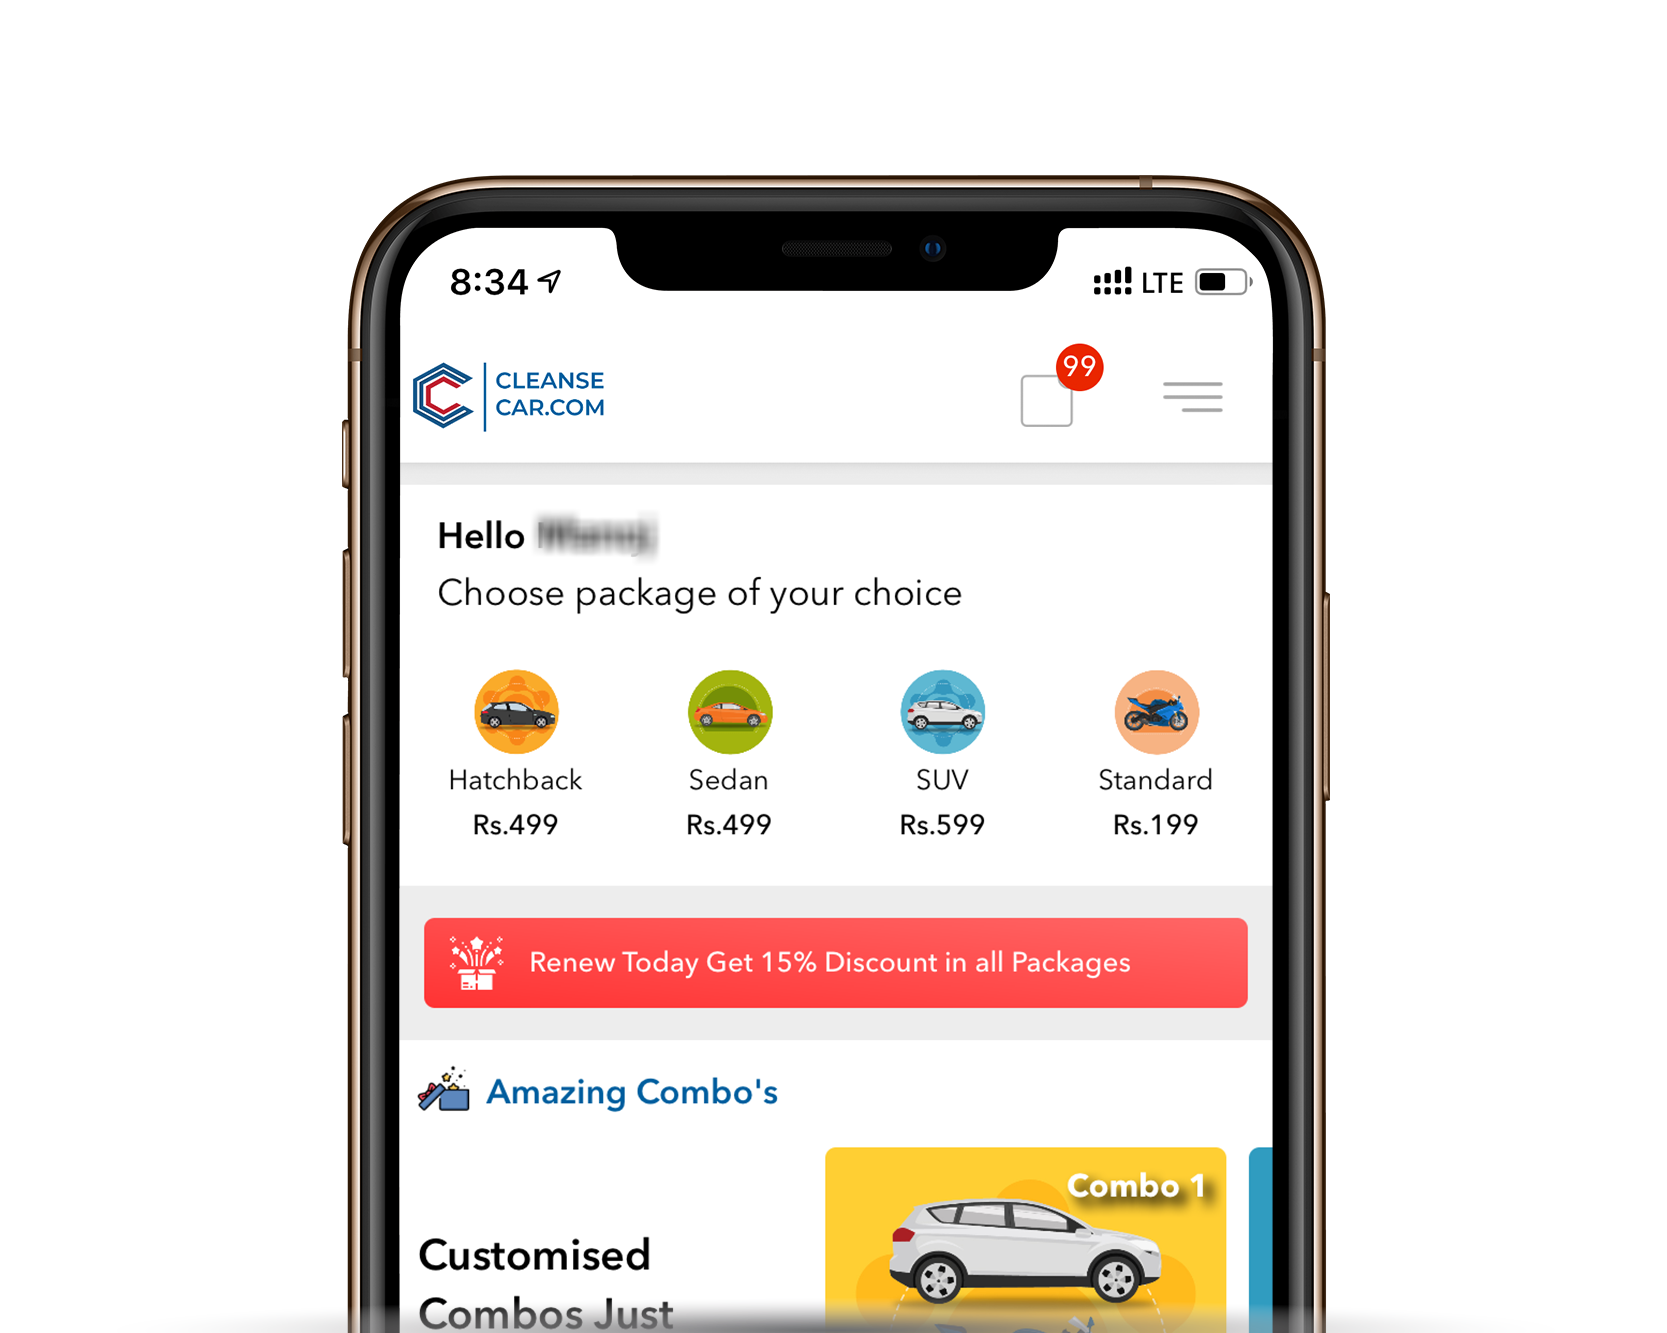 8:34
LTE
CLEANSE
CAR.COM
99
Hello
Choose package of your choice
Hatchback
Sedan
SUV
Standard
Rs.499
Rs.499
Rs.599
Rs.199
Renew Today Get 15% Discount in all Packages
Amazing Combo's
Combo 1
Customised
Combos Just